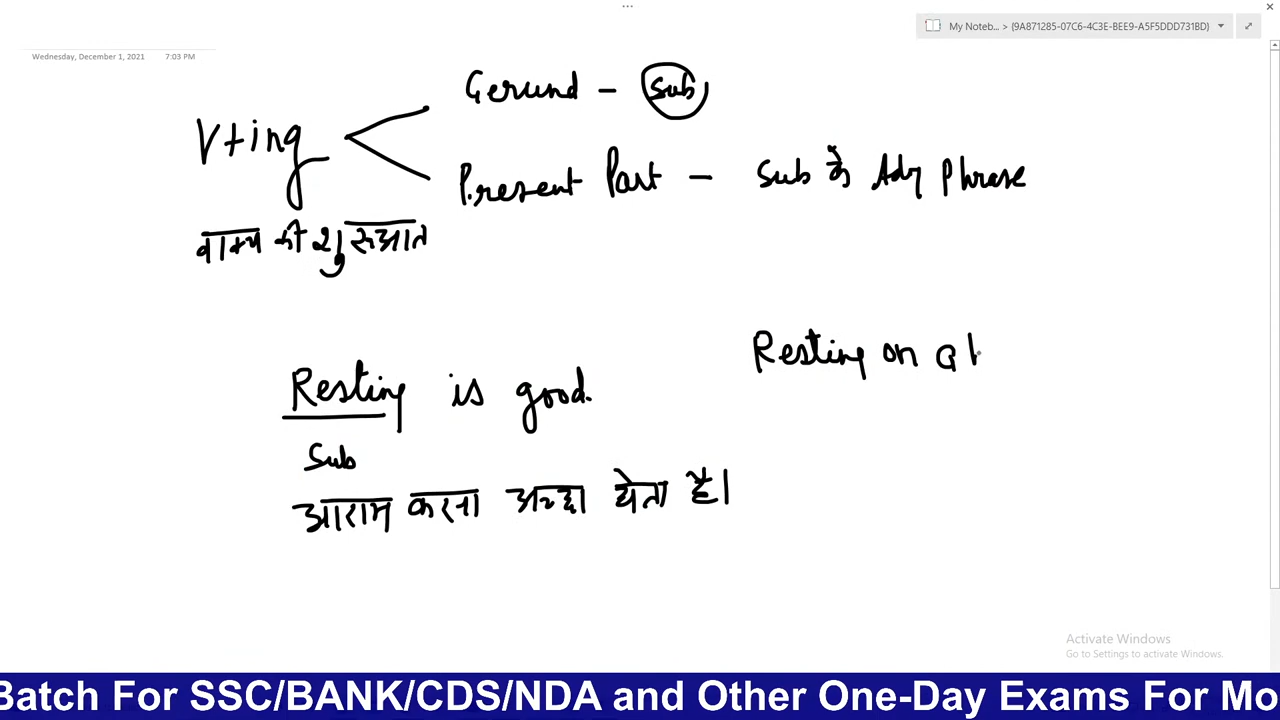 My Noteb... > {9A871285-07C6-4C3E-BEE9-A5F5DDD731BD}
Wednesday, December 1, 2021 7:03 PM
Gerund - Sub
V+ing
Present Part - Sub के Adj Phrase
वाक्य की शुरुआत
Resting on a
Resting is good.
Sub
आराम करना अच्छा होता है।
Activate Windows
Go to Settings to activate Windows.
Batch For SSC/BANK/CDS/NDA and Other One-Day Exams For Mo